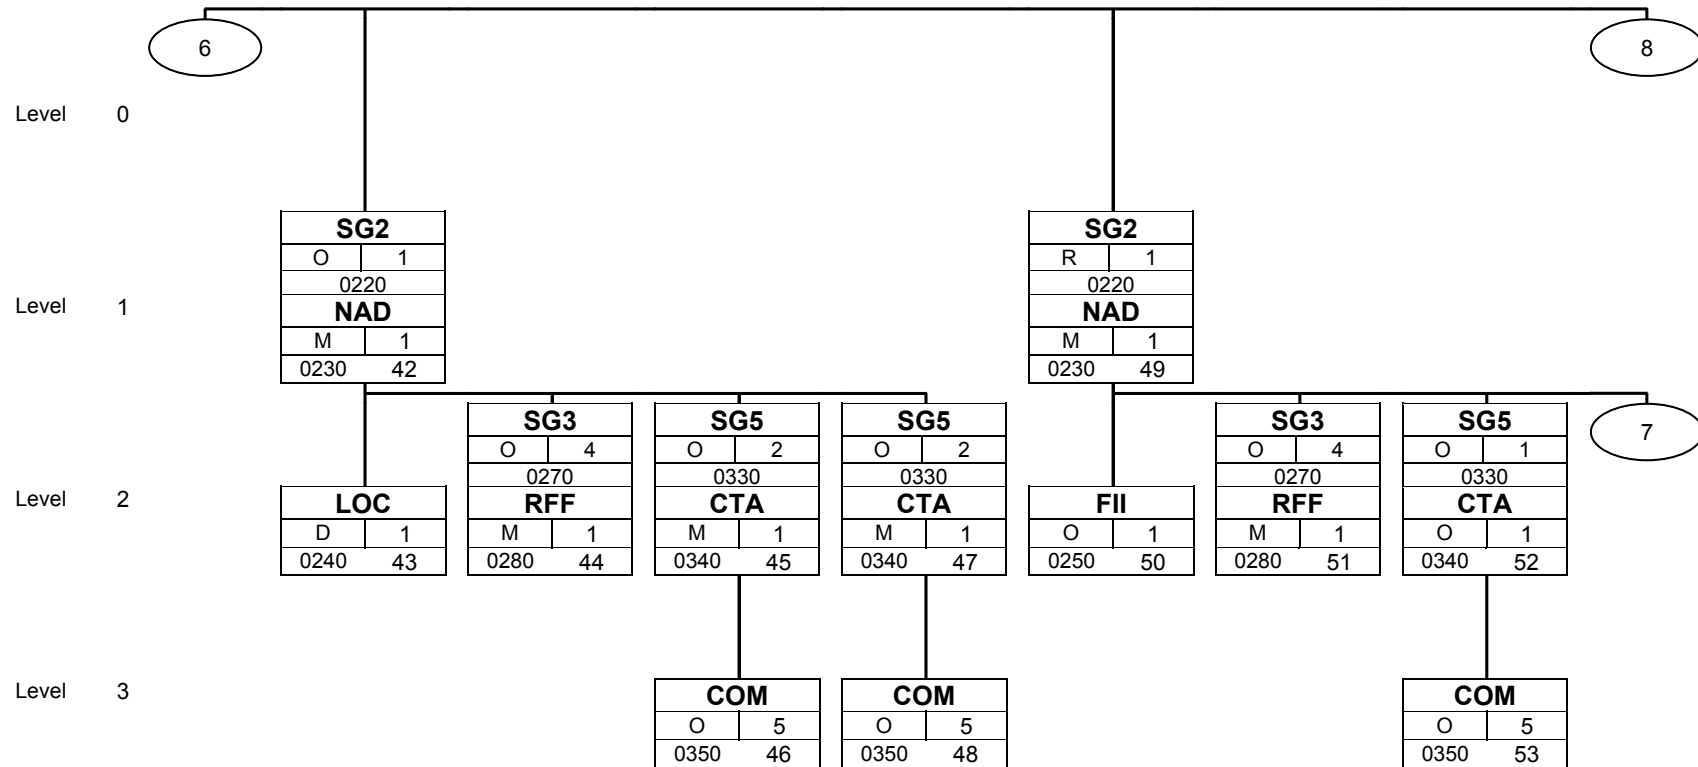 6
8
Level 0
SG2 SG2
O 1 R 1
0220 0220
Level 1
NAD NAD
M 1 M 1
0230 42 0230 49
SG3 SG5 SG5 SG3 SG5
7
O 4 O 2 O 2 O 4 O 1
0270 0330 0330 0270 0330
Level 2
LOC RFF CTA CTA FII RFF CTA
D 1 M 1 M 1 M 1 O 1 M 1 O 1
0240 43 0280 44 0340 45 0340 47 0250 50 0280 51 0340 52
Level 3
COM COM COM
O 5 O 5 O 5
0350 46 0350 48 0350 53